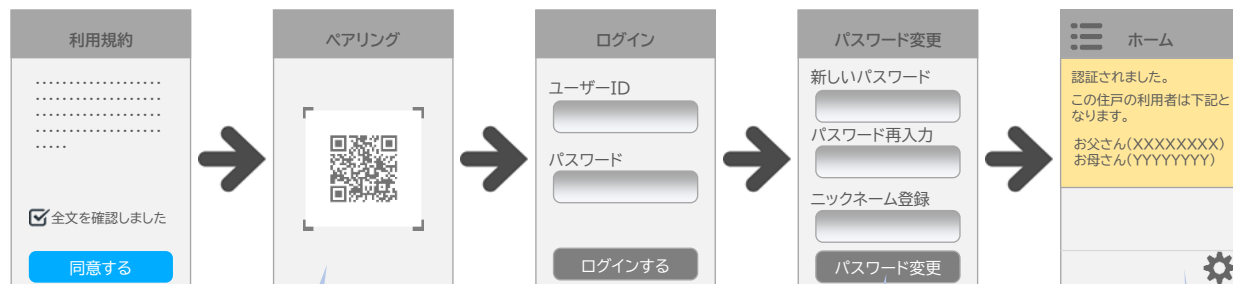 利用規約
全文を確認しました
同意する
ペアリング
ログイン
ユーザーID
パスワード
ログインする
パスワード変更
新しいパスワード
パスワード再入力
ニックネーム登録
パスワード変更
ホーム
認証されました。
この住戸の利用者は下記と
なります。
お父さん(XXXXXXXX)
お母さん(YYYYYYYY)